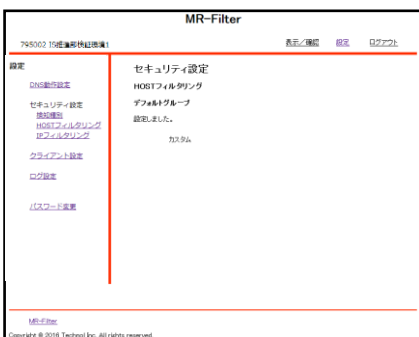 MR-Filter
795002 IS推進部検証環境1
表示/確認 設定 ログアウト
設定
DNS動作設定
セキュリティ設定
検知種別
HOSTフィルタリング
IPフィルタリング
クライアント設定
ログ設定
パスワード変更
セキュリティ設定
HOSTフィルタリング
デフォルトグループ
設定しました。
カスタム
MR-Filter
Copyright © 2016 Technol Inc. All rights reserved.